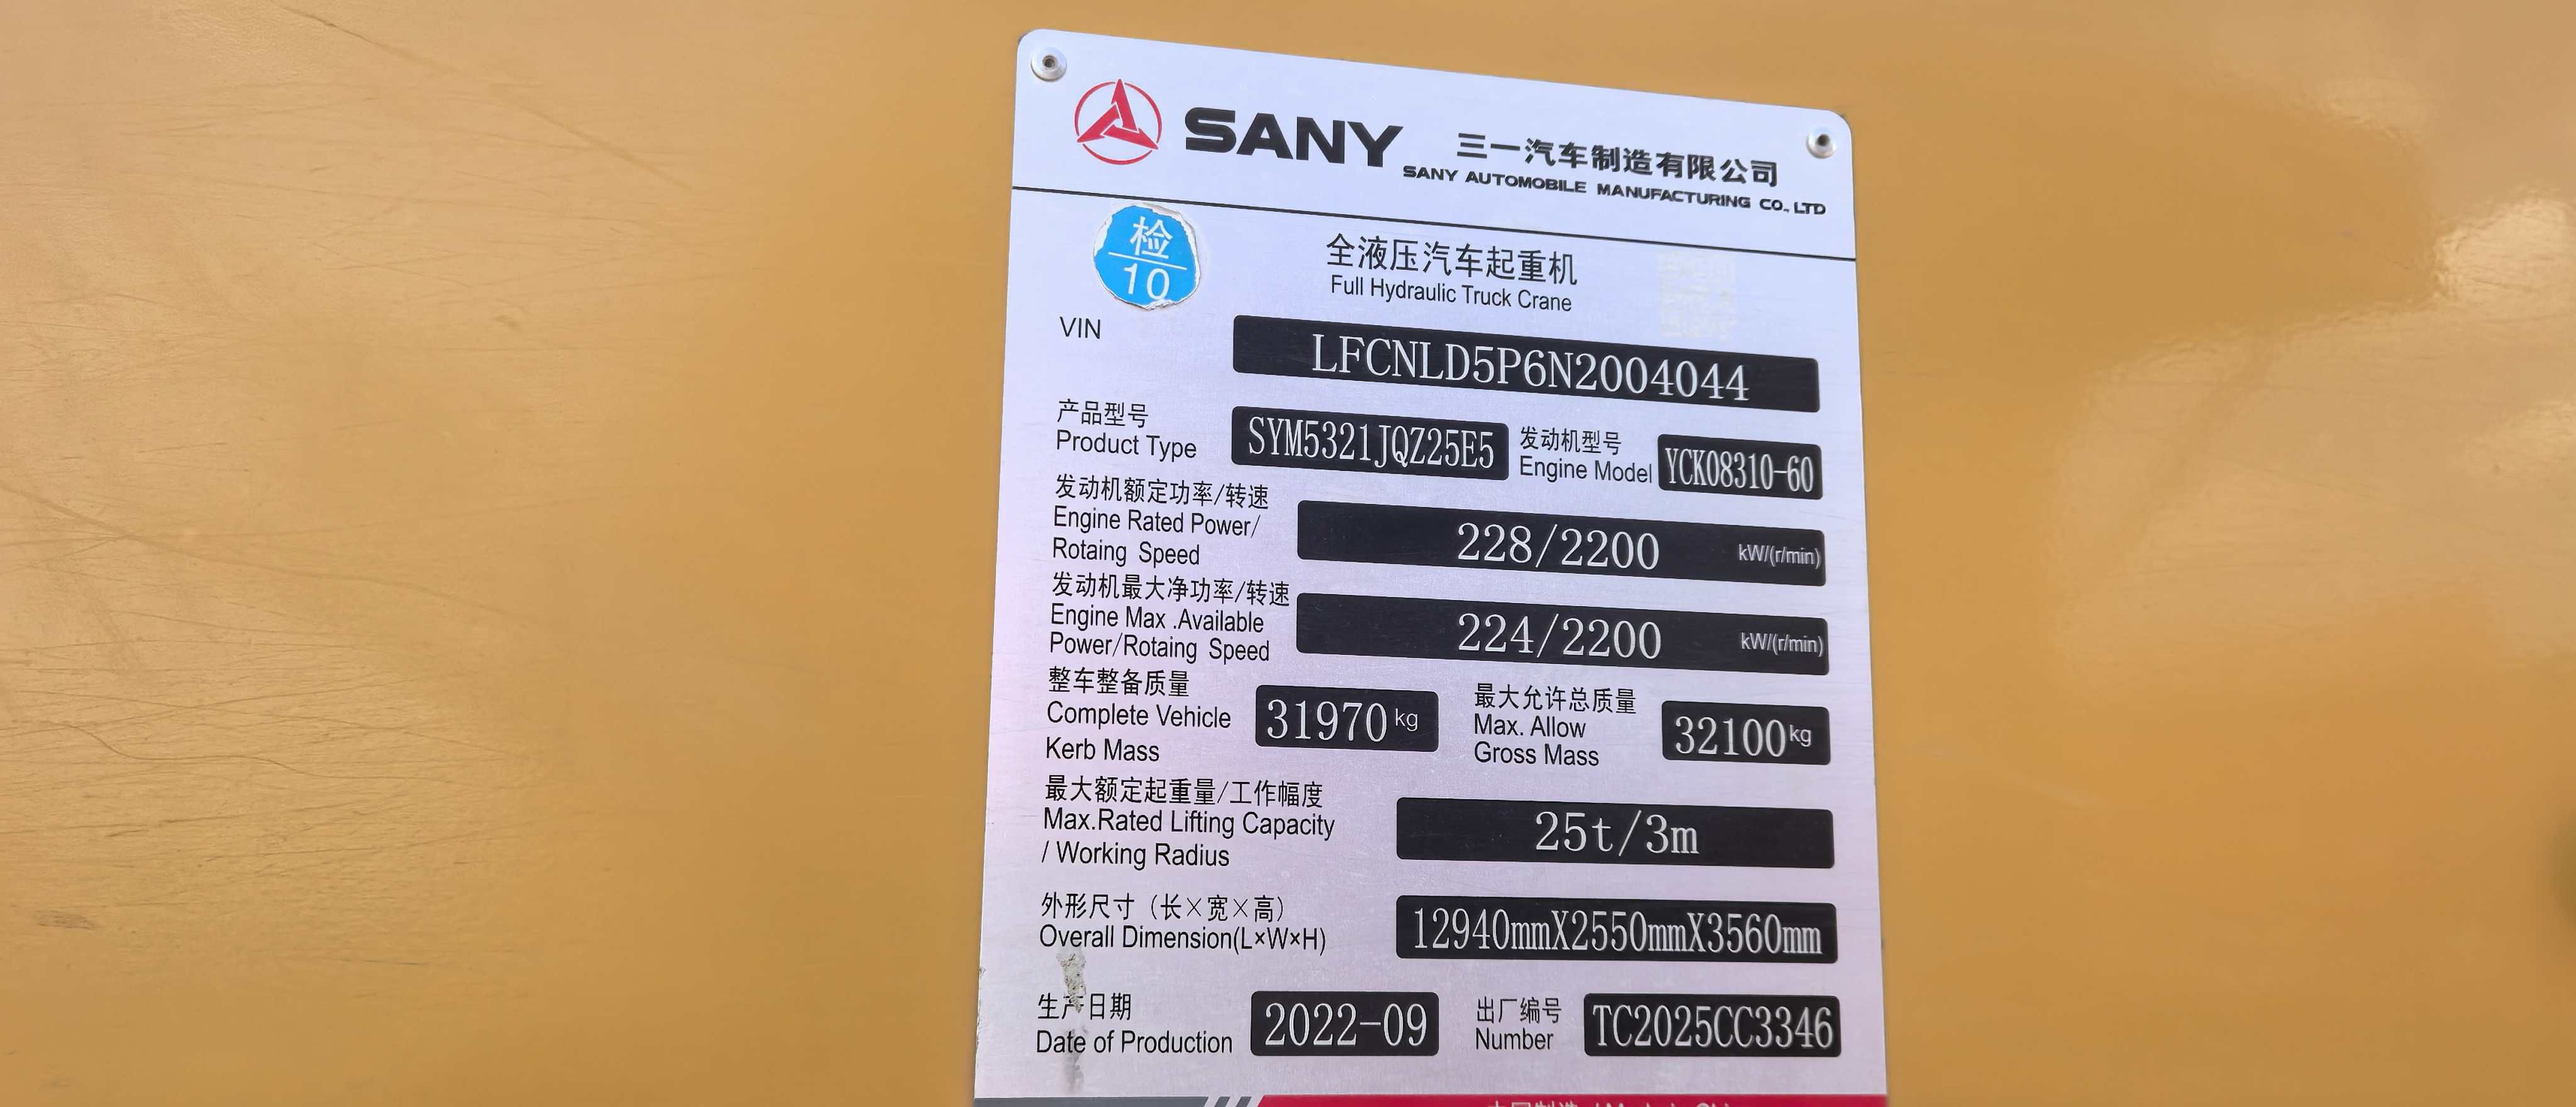 SANY 三一汽车制造有限公司
SANY AUTOMOBILE MANUFACTURING CO., LTD
检
10
全液压汽车起重机
Full Hydraulic Truck Crane
VIN
LFCNLD5P6N2004044
产品型号
Product Type
SYM5321JQZ25E5
发动机型号
Engine Model
YCK08310-60
发动机额定功率/转速
Engine Rated Power/
Rotaing Speed
228/2200 kW/(r/min)
发动机最大净功率/转速
Engine Max .Available
Power/Rotaing Speed
224/2200 kW/(r/min)
整车整备质量
Complete Vehicle
Kerb Mass
31970 kg
最大允许总质量
Max. Allow
Gross Mass
32100 kg
最大额定起重量/工作幅度
Max.Rated Lifting Capacity
/ Working Radius
25t/3m
外形尺寸（长×宽×高）
Overall Dimension(L×W×H)
12940mmX2550mmX3560mm
生产日期
Date of Production
2022-09
出厂编号
Number
TC2025CC3346